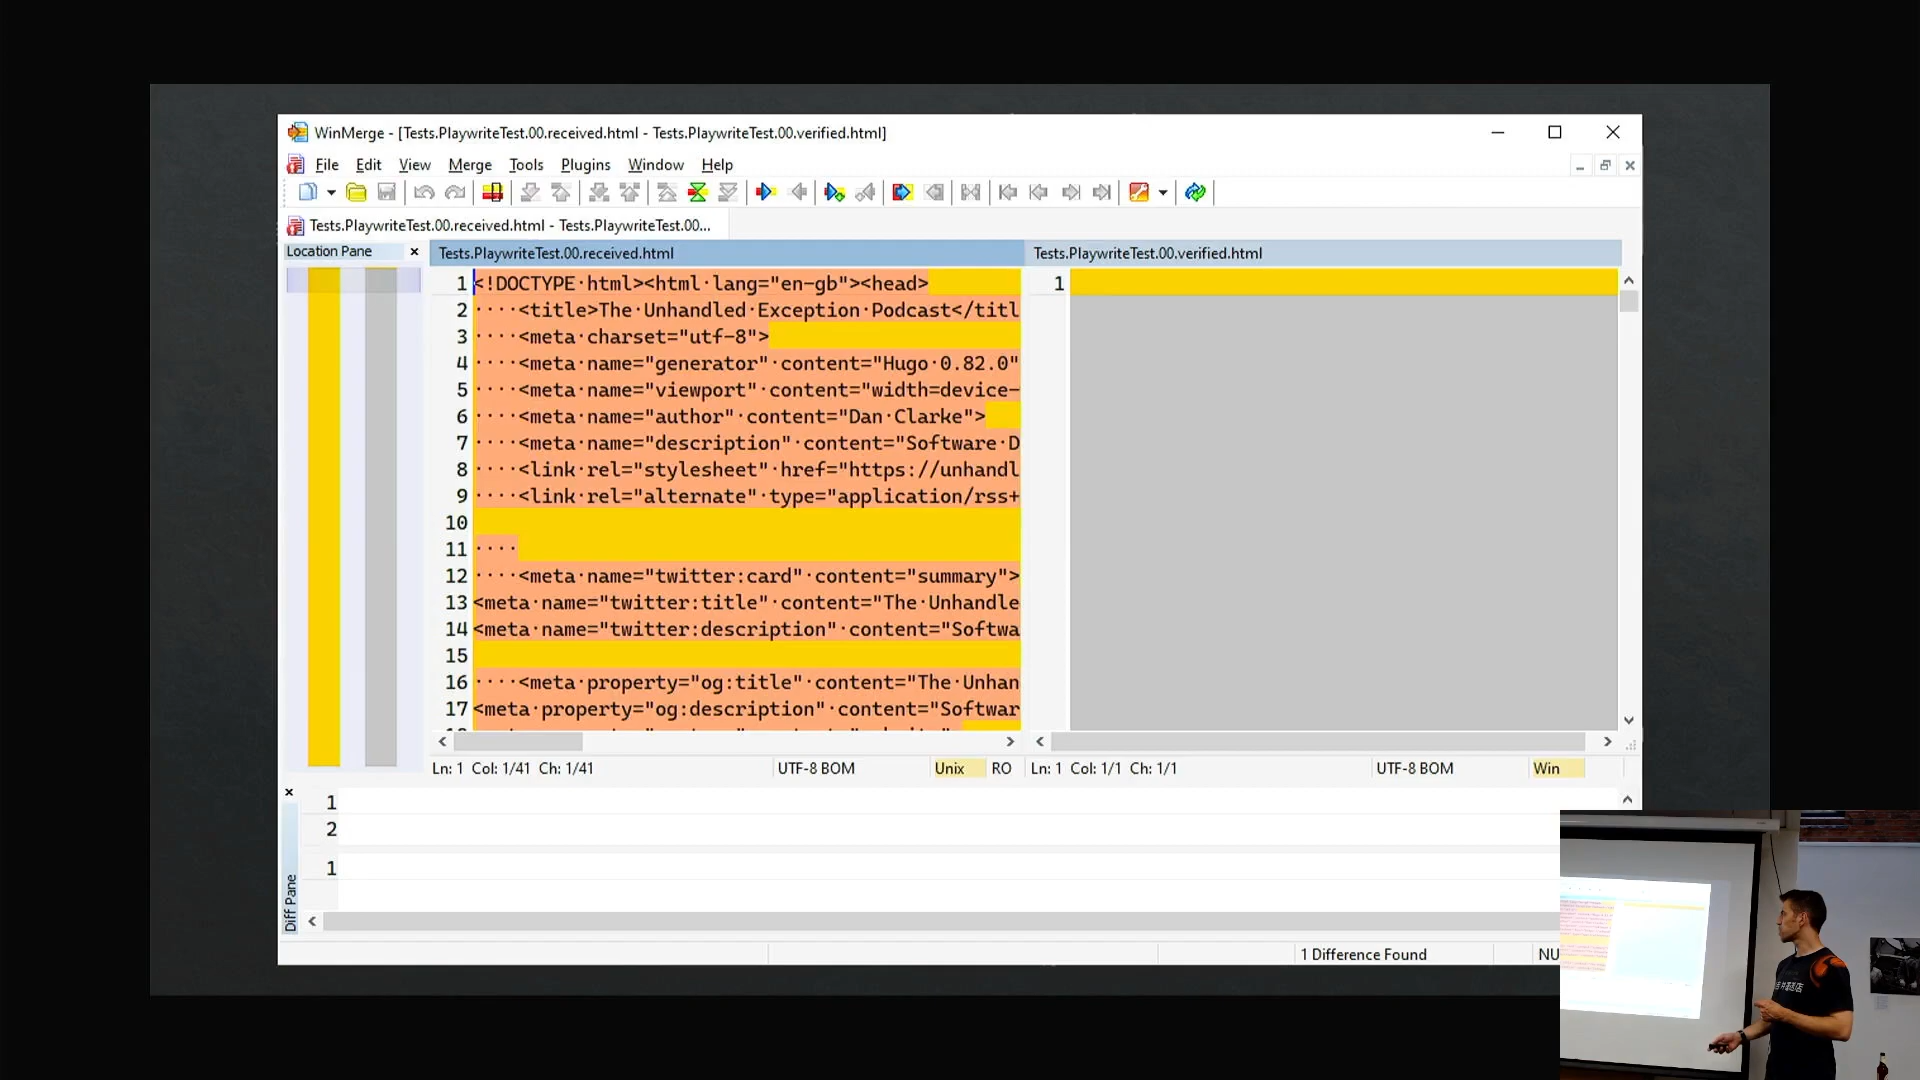 WinMerge - [Tests.PlaywriteTest.00.received.html - Tests.PlaywriteTest.00.verified.html]
File Edit View Merge Tools Plugins Window Help
Tests.PlaywriteTest.00.received.html - Tests.PlaywriteTest.00...
Location Pane
Tests.PlaywriteTest.00.received.html
Tests.PlaywriteTest.00.verified.html
1 <!DOCTYPE·html><html·lang="en-gb"><head>
2 ····<title>The·Unhandled·Exception·Podcast</titl
3 ····<meta·charset="utf-8">
4 ····<meta·name="generator"·content="Hugo·0.82.0"
5 ····<meta·name="viewport"·content="width=device-
6 ····<meta·name="author"·content="Dan·Clarke">
7 ····<meta·name="description"·content="Software·D
8 ····<link·rel="stylesheet"·href="https://unhandl
9 ····<link·rel="alternate"·type="application/rss+
10
11 ····
12 ····<meta·name="twitter:card"·content="summary">
13 <meta·name="twitter:title"·content="The·Unhandle
14 <meta·name="twitter:description"·content="Softwa
15
16 ····<meta·property="og:title"·content="The·Unhan
17 <meta·property="og:description"·content="Softwar
1
Ln: 1 Col: 1/41 Ch: 1/41 UTF-8 BOM Unix RO
Ln: 1 Col: 1/1 Ch: 1/1 UTF-8 BOM Win
Diff Pane
1
2
1
1 Difference Found
NU